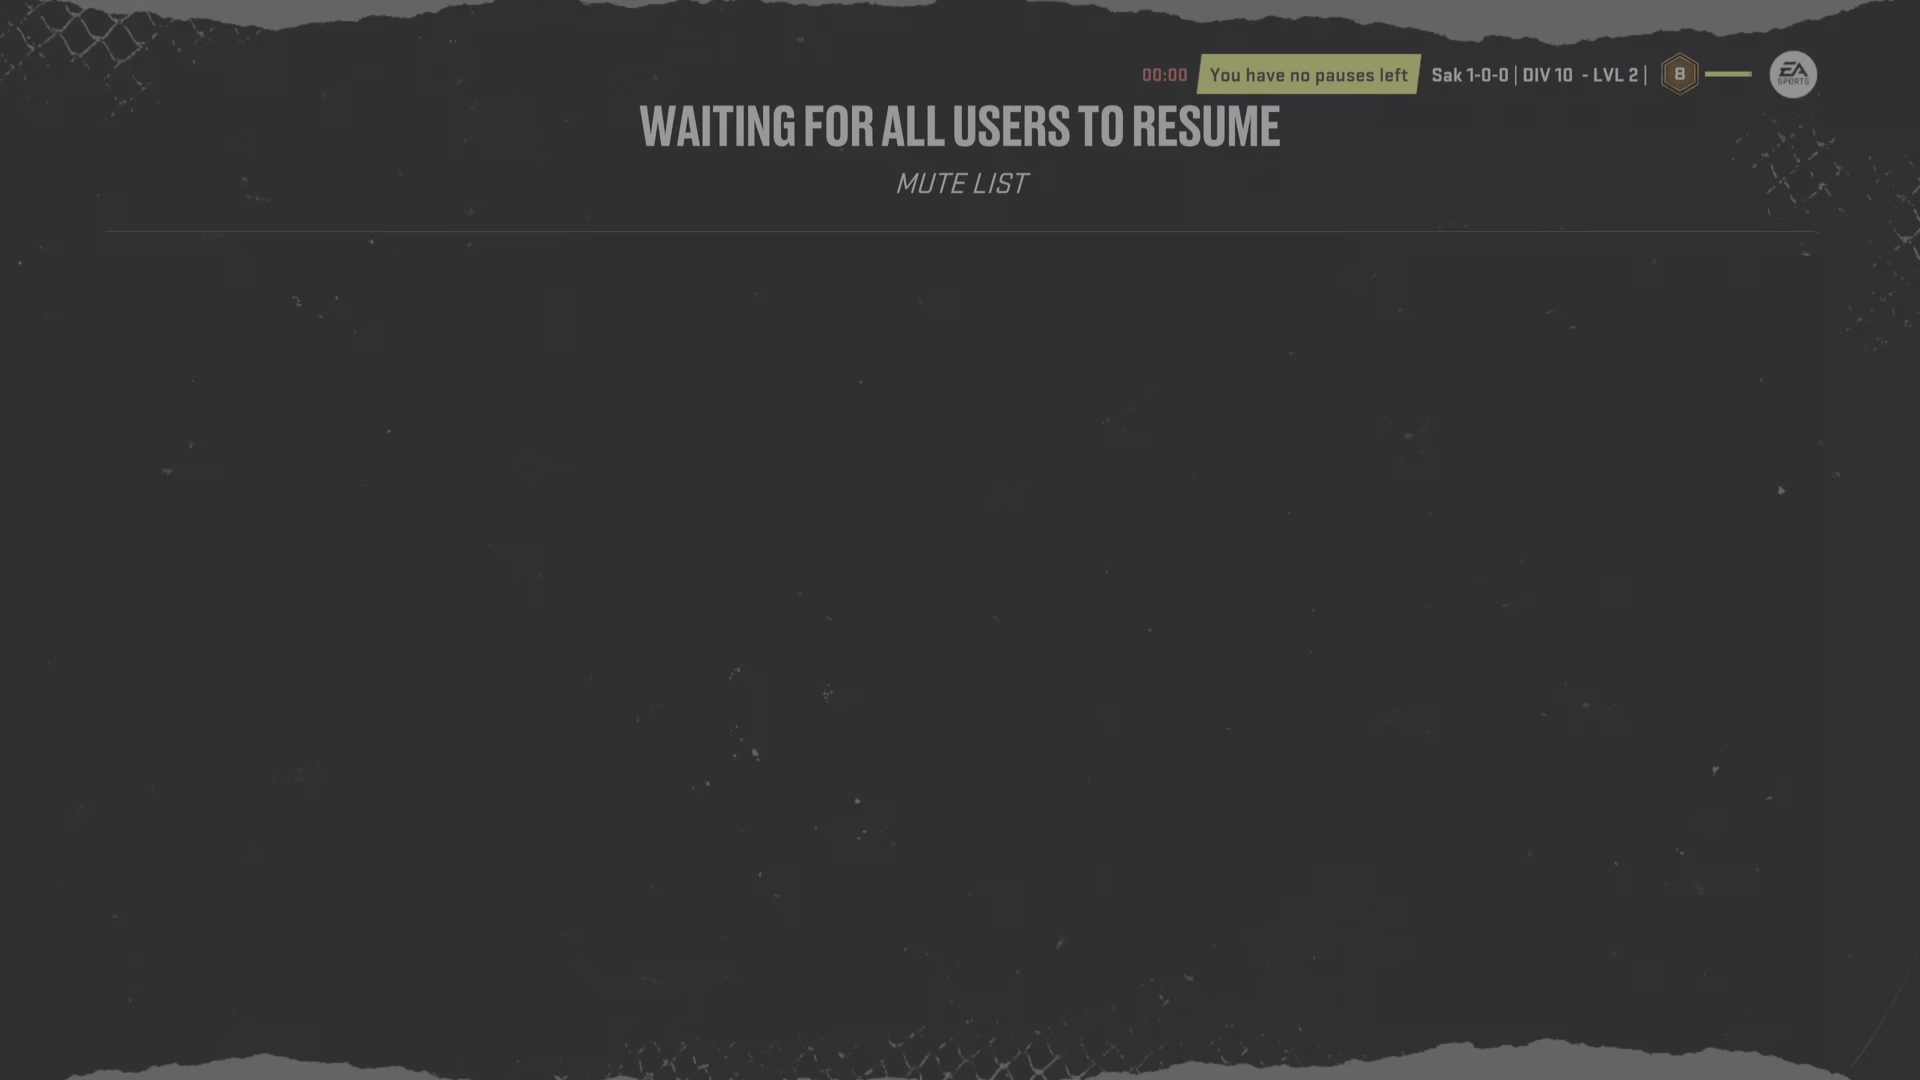 00:00 You have no pauses left Sak 1-0-0 | DIV 10 - LVL 2 | 8 EA SPORTS
WAITING FOR ALL USERS TO RESUME
MUTE LIST